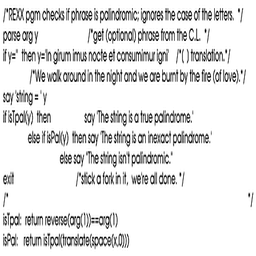 /*REXX pgm checks if phrase is palindromic; ignores the case of the letters. */
parse arg y /*get (optional) phrase from the C.L. */
if y='' then y='In girum imus nocte et consumimur igni' /*[ ] translation.*/
/*We walk around in the night and we are burnt by the fire (of love).*/
say 'string = ' y
if isTpal(y) then say 'The string is a true palindrome.'
else if isPal(y) then say 'The string is an inexact palindrome.'
else say "The string isn't palindromic."
exit /*stick a fork in it, we're all done. */
/* */
isTpal: return reverse(arg(1))==arg(1)
isPal: return isTpal(translate(space(x,0)))